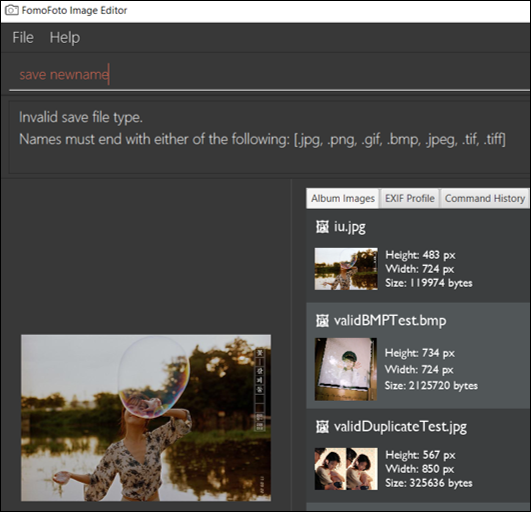 FomoFoto Image Editor
File Help
save newname
Invalid save file type.
Names must end with either of the following: [.jpg, .png, .gif, .bmp, .jpeg, .tif, .tiff]
Album Images EXIF Profile Command History
iu.jpg
Height: 483 px
Width: 724 px
Size: 119974 bytes
validBMPTest.bmp
Height: 734 px
Width: 724 px
Size: 2125720 bytes
validDuplicateTest.jpg
Height: 567 px
Width: 850 px
Size: 325636 bytes